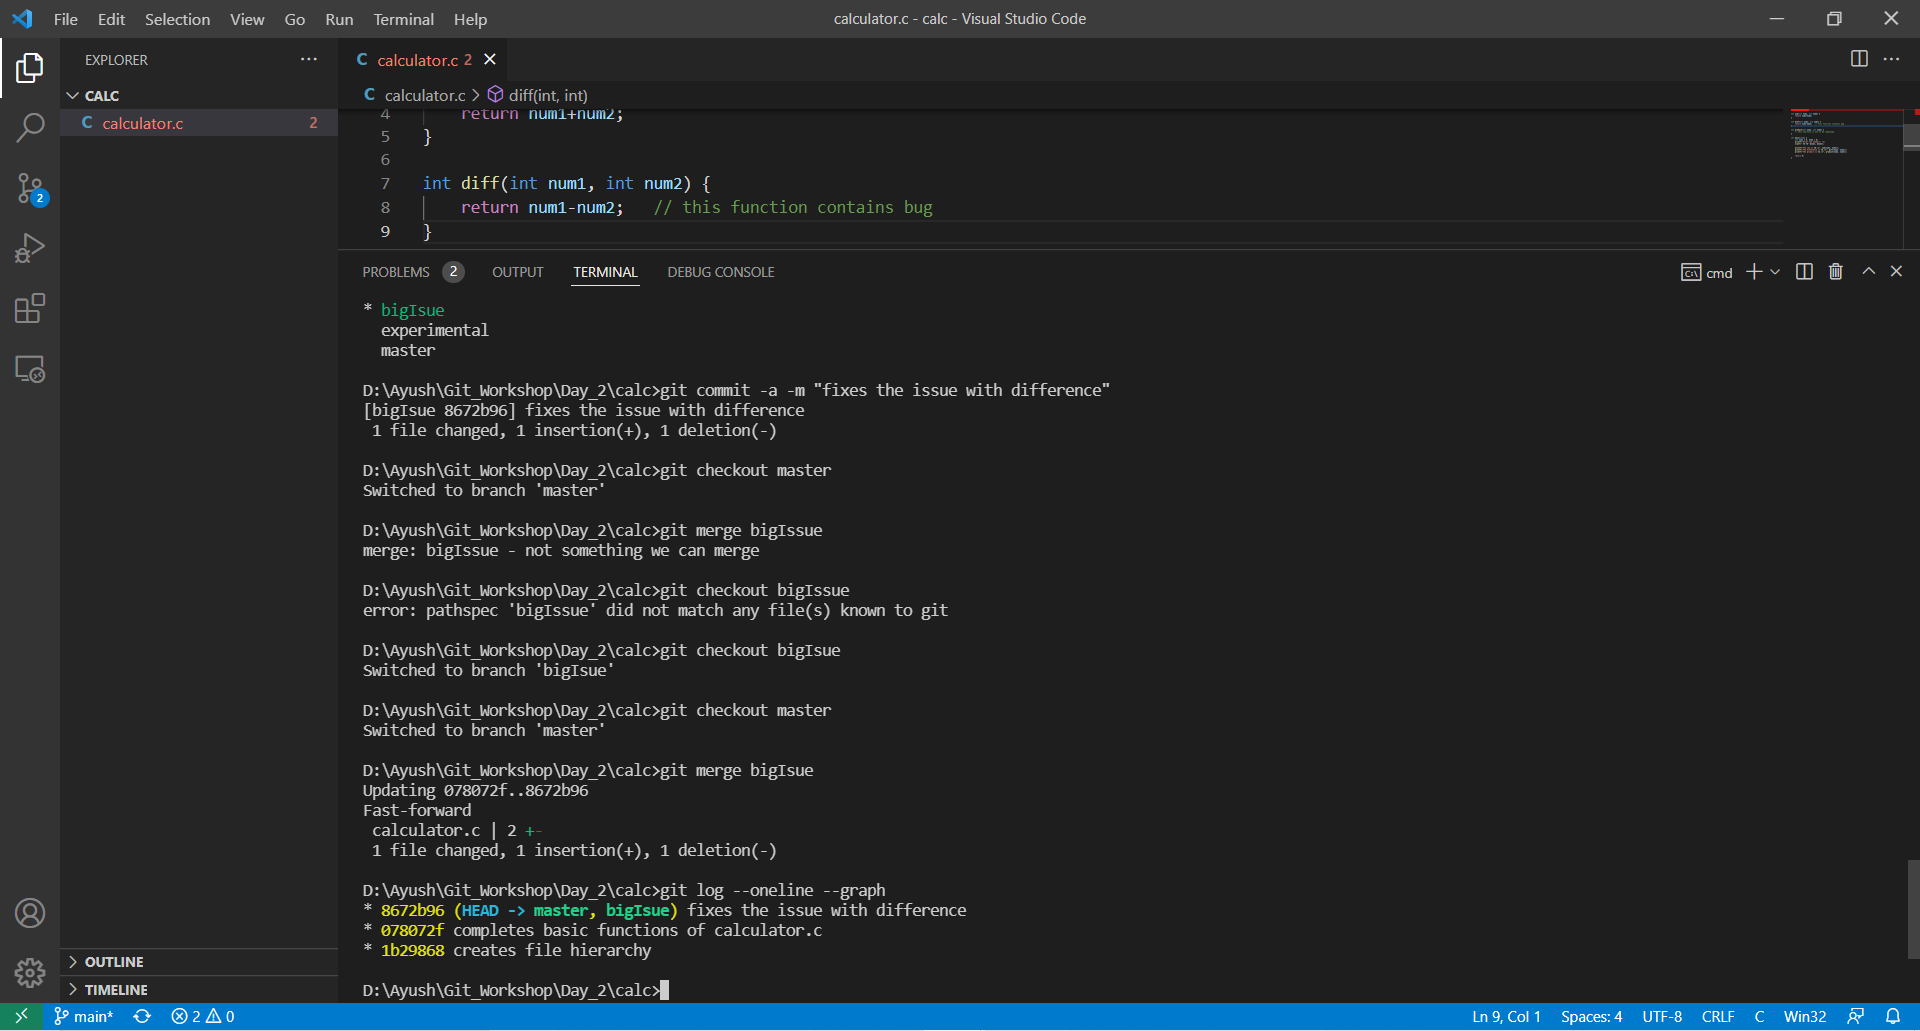 File Edit Selection View Go Run Terminal Help
calculator.c - calc - Visual Studio Code
EXPLORER
CALC
C calculator.c 2
2
OUTLINE
TIMELINE
C calculator.c 2
C calculator.c > diff(int, int)
4 return num1+num2;
5 }
6
7 int diff(int num1, int num2) {
8 return num1-num2; // this function contains bug
9 }
PROBLEMS 2 OUTPUT TERMINAL DEBUG CONSOLE
cmd
* bigIsue
experimental
master
D:\Ayush\Git_Workshop\Day_2\calc>git commit -a -m "fixes the issue with difference"
[bigIsue 8672b96] fixes the issue with difference
1 file changed, 1 insertion(+), 1 deletion(-)
D:\Ayush\Git_Workshop\Day_2\calc>git checkout master
Switched to branch 'master'
D:\Ayush\Git_Workshop\Day_2\calc>git merge bigIssue
merge: bigIssue - not something we can merge
D:\Ayush\Git_Workshop\Day_2\calc>git checkout bigIssue
error: pathspec 'bigIssue' did not match any file(s) known to git
D:\Ayush\Git_Workshop\Day_2\calc>git checkout bigIsue
Switched to branch 'bigIsue'
D:\Ayush\Git_Workshop\Day_2\calc>git checkout master
Switched to branch 'master'
D:\Ayush\Git_Workshop\Day_2\calc>git merge bigIsue
Updating 078072f..8672b96
Fast-forward
calculator.c | 2 +-
1 file changed, 1 insertion(+), 1 deletion(-)
D:\Ayush\Git_Workshop\Day_2\calc>git log --oneline --graph
* 8672b96 (HEAD -> master, bigIsue) fixes the issue with difference
* 078072f completes basic functions of calculator.c
* 1b29868 creates file hierarchy
D:\Ayush\Git_Workshop\Day_2\calc>
main* 2 0
Ln 9, Col 1 Spaces: 4 UTF-8 CRLF C Win32